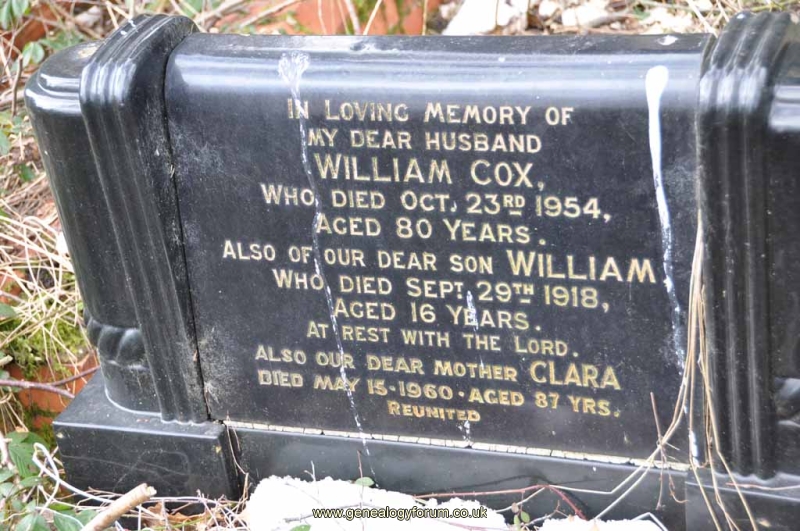 IN LOVING MEMORY OF
MY DEAR HUSBAND
WILLIAM COX,
WHO DIED OCT. 23RD 1954,
AGED 80 YEARS.
ALSO OF OUR DEAR SON WILLIAM
WHO DIED SEPT. 29TH 1918,
AGED 16 YEARS.
AT REST WITH THE LORD.
ALSO OUR DEAR MOTHER CLARA
DIED MAY 15·1960·AGED 87 YRS.
REUNITED
www.genealogyforum.co.uk